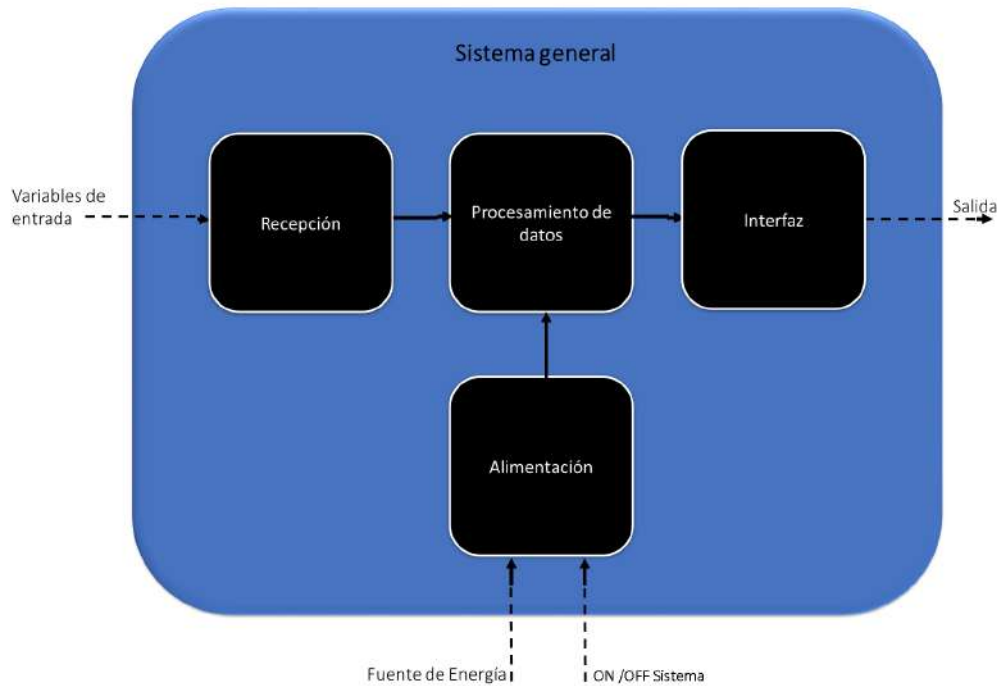 Sistema general
Variables de
entrada
Recepción
Procesamiento de
datos
Interfaz
Salida
Alimentación
Fuente de Energía
ON /OFF Sistema